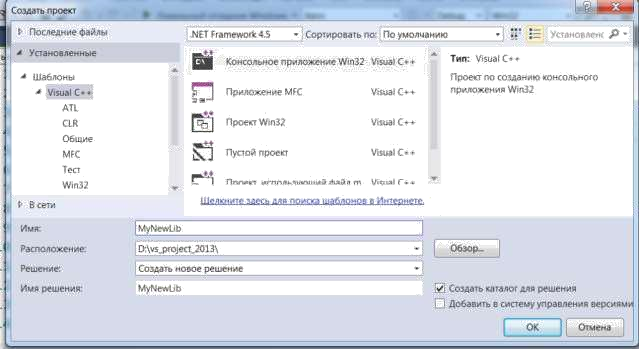 Создать проект
Последние файлы
.NET Framework 4.5
Сортировать по:
По умолчанию
Установленные
Шаблоны
Visual C++
ATL
CLR
Общие
MFC
Тест
Win32
В сети
Консольное приложение Win32 Visual C++
Приложение MFC Visual C++
Проект Win32 Visual C++
Пустой проект Visual C++
Проект, использующий файл m Visual C++
Щелкните здесь для поиска шаблонов в Интернете.
Тип: Visual C++
Проект по созданию консольного
приложения Win32
Имя: MyNewLib
Расположение: D:\vs_project_2013\
Обзор...
Решение: Создать новое решение
Имя решения: MyNewLib
Создать каталог для решения
Добавить в систему управления версиями
OK Отмена